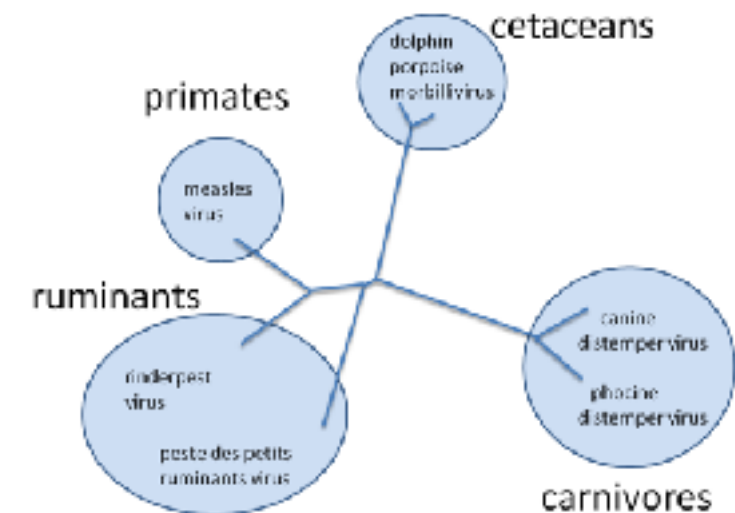 cetaceans
dolphin
porpoise
morbillivirus
primates
measles
virus
ruminants
rinderpest
virus
peste des petits
ruminants virus
canine
distemper virus
phocine
distemper virus
carnivores